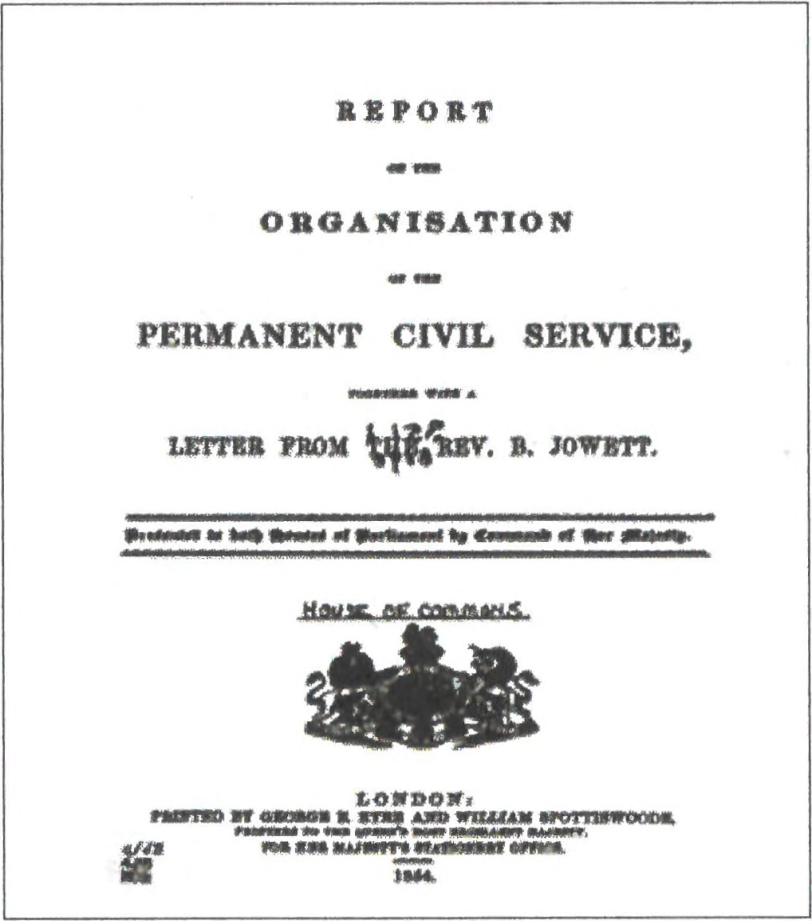 REPORT
ON THE
ORGANISATION
OF THE
PERMANENT CIVIL SERVICE,
TOGETHER WITH A
LETTER FROM THE REV. B. JOWETT.
Presented to both Houses of Parliament by Command of Her Majesty.
HOUSE OF COMMONS.
LONDON:
PRINTED BY GEORGE E. EYRE AND WILLIAM SPOTTISWOODE,
PRINTERS TO THE QUEEN'S MOST EXCELLENT MAJESTY.
FOR HER MAJESTY'S STATIONERY OFFICE.
1854.